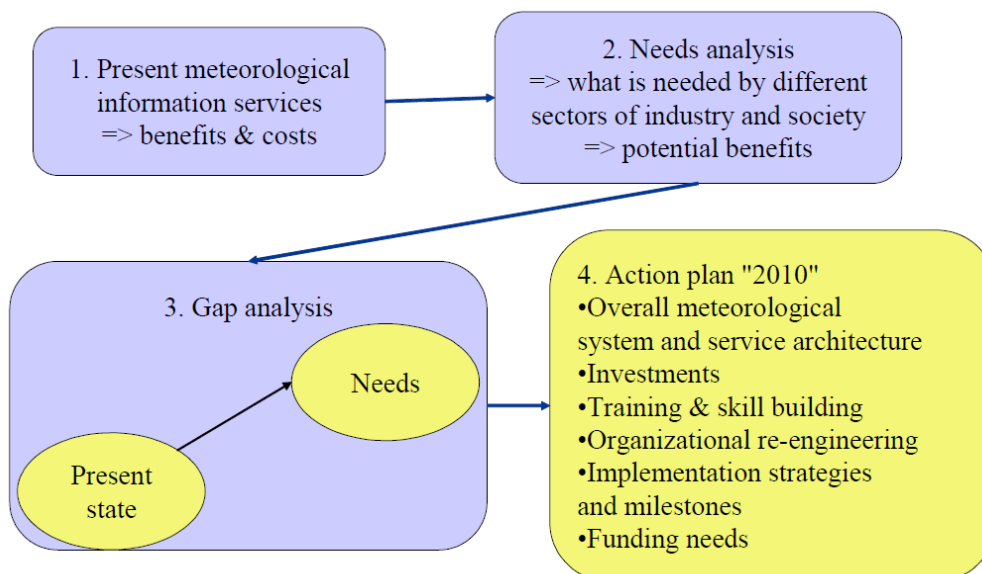 1. Present meteorological
information services
=> benefits & costs
2. Needs analysis
=> what is needed by different
sectors of industry and society
=> potential benefits
3. Gap analysis
Needs
Present
state
4. Action plan "2010"
•Overall meteorological
system and service architecture
•Investments
•Training & skill building
•Organizational re-engineering
•Implementation strategies
and milestones
•Funding needs